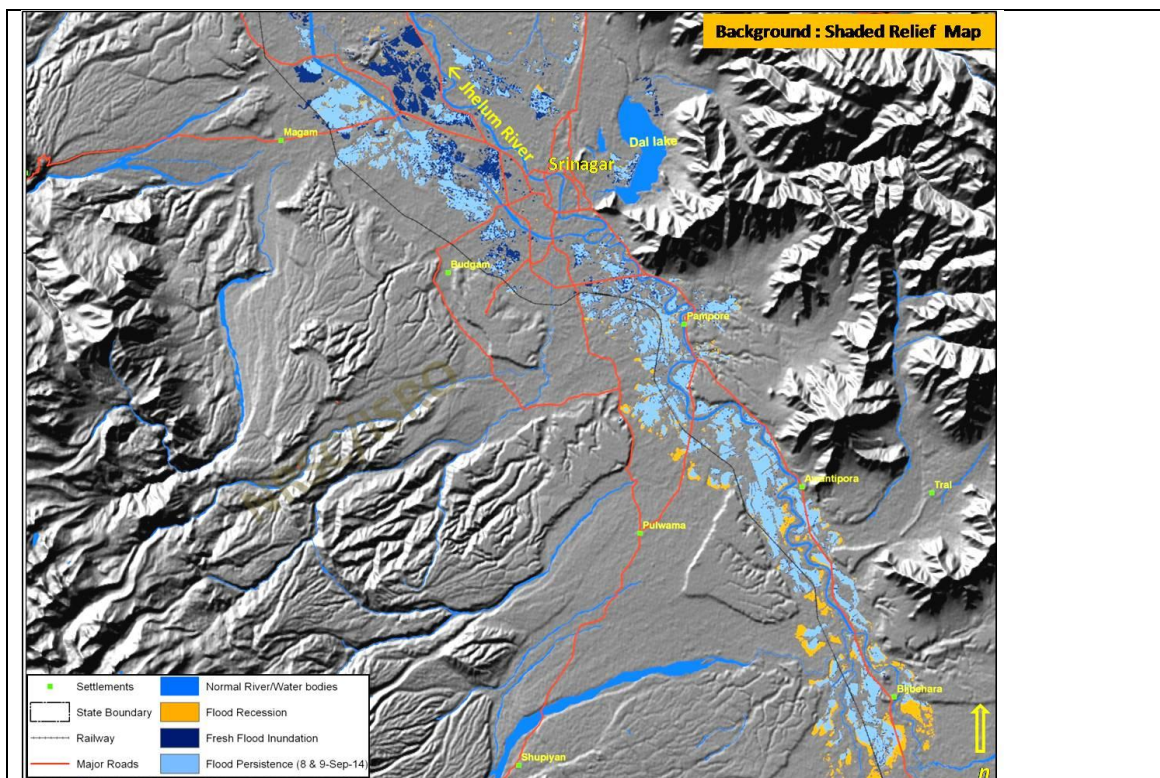 Background : Shaded Relief Map
Jhelum River
Dal lake
Magam
Srinagar
Budgam
Pampore
Awantipora
Tral
Pulwama
Bijbehara
Shupiyan
n
Settlements
Normal River/Water bodies
State Boundary
Flood Recession
Railway
Fresh Flood Inundation
Major Roads
Flood Persistence (8 & 9-Sep-14)